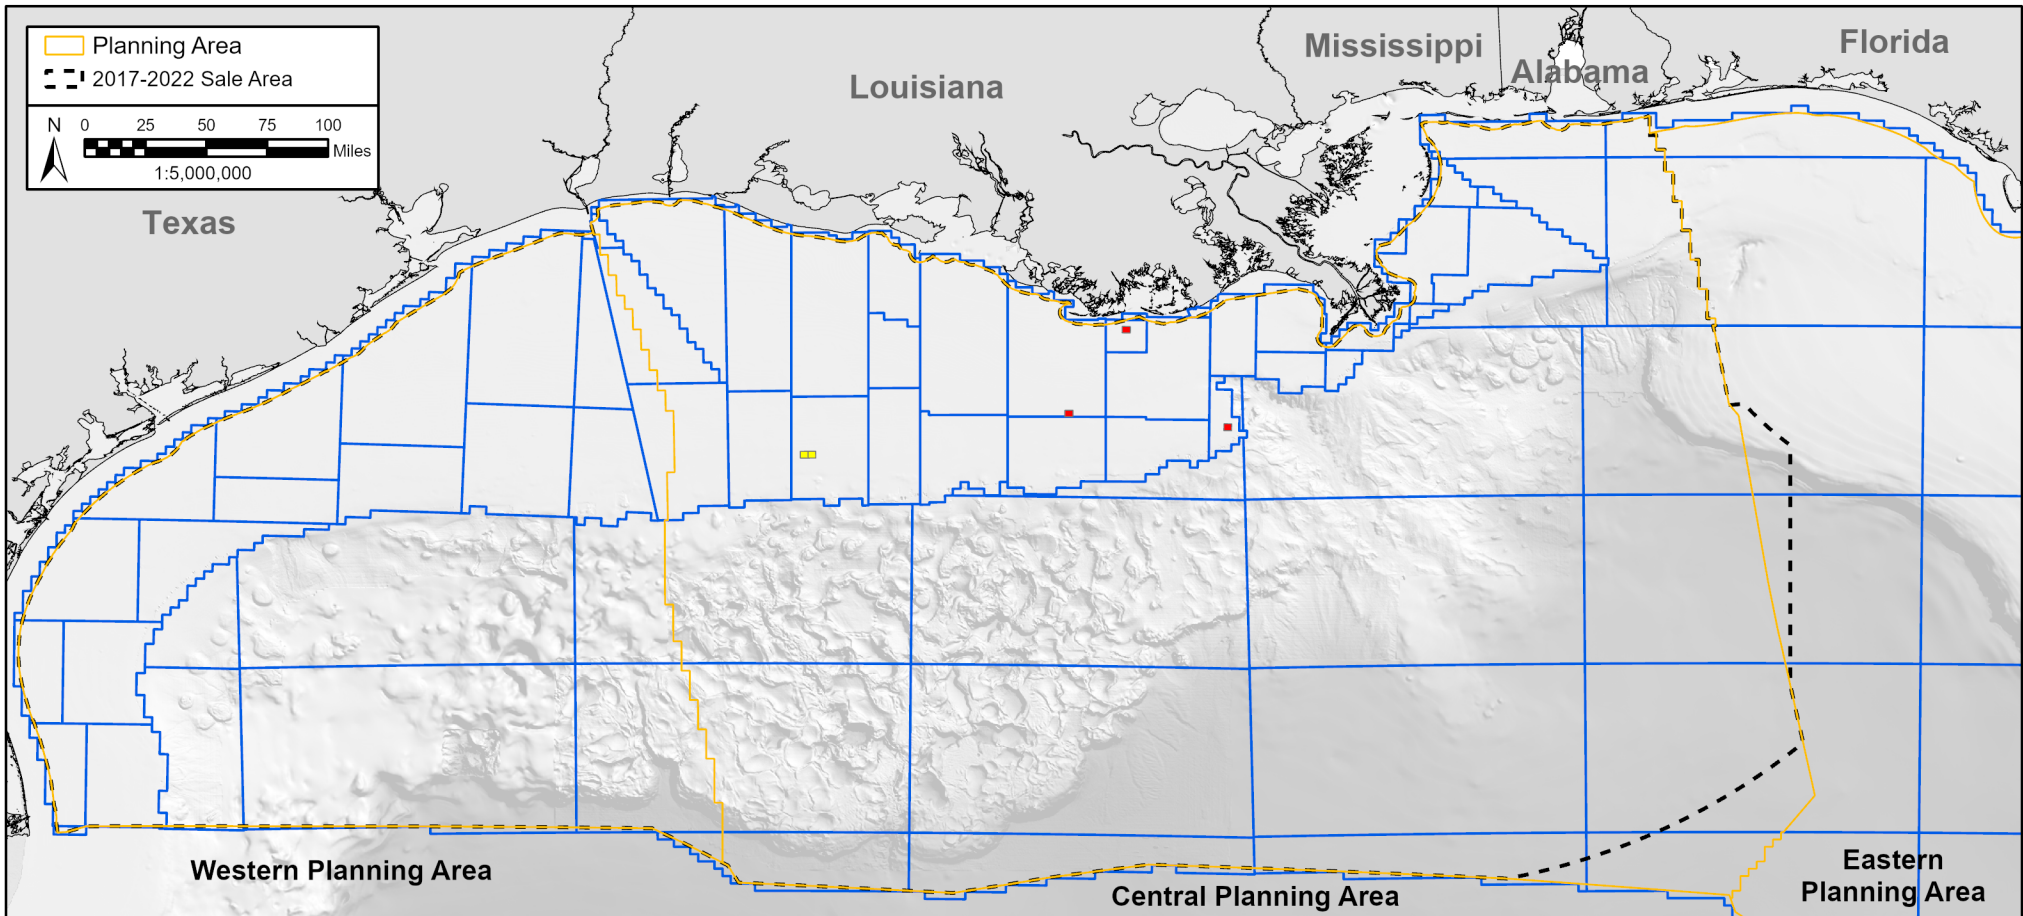 Planning Area
2017-2022 Sale Area
N
0 25 50 75 100
Miles
1:5,000,000
Texas
Louisiana
Mississippi
Alabama
Florida
Western Planning Area
Central Planning Area
Eastern
Planning Area